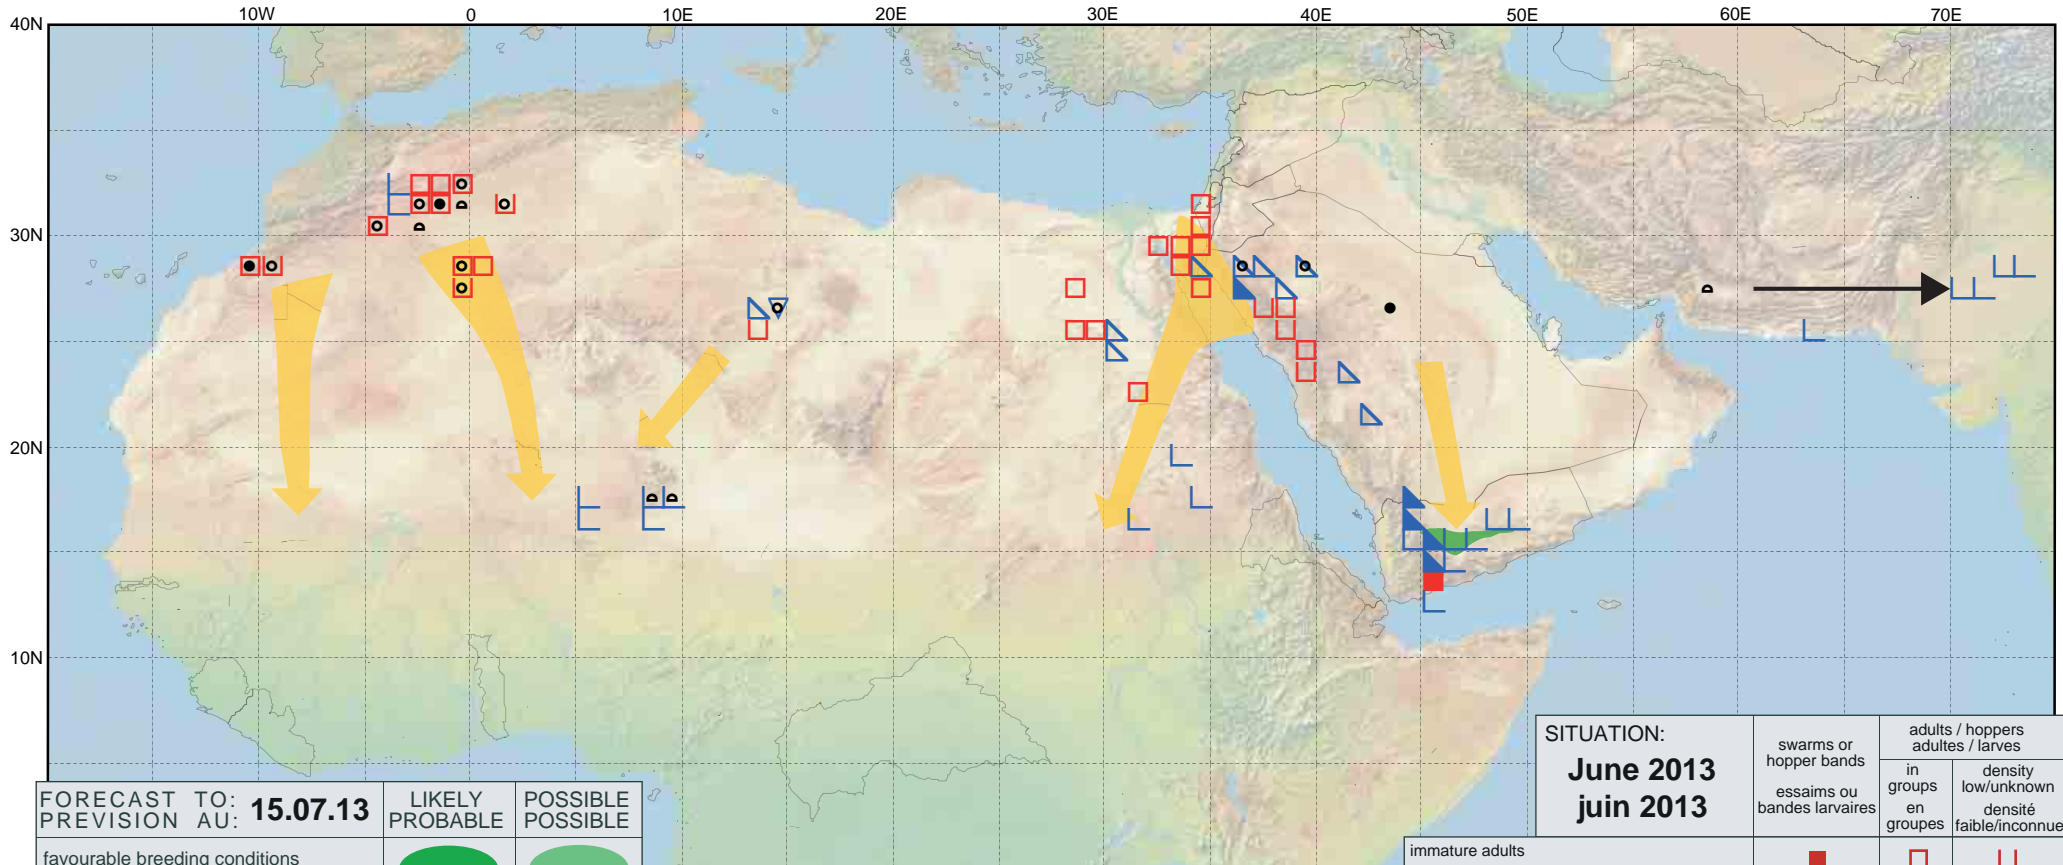 10W 0 10E 20E 30E 40E 50E 60E 70E
40N
30N
20N
10N
FORECAST TO:
PREVISION AU:
15.07.13
LIKELY
PROBABLE
POSSIBLE
POSSIBLE
favourable breeding conditions
SITUATION:
June 2013
juin 2013
swarms or
hopper bands
essaims ou
bandes larvaires
adults / hoppers
adultes / larves
in
groups
en
groupes
density
low/unknown
densité
faible/inconnue
immature adults